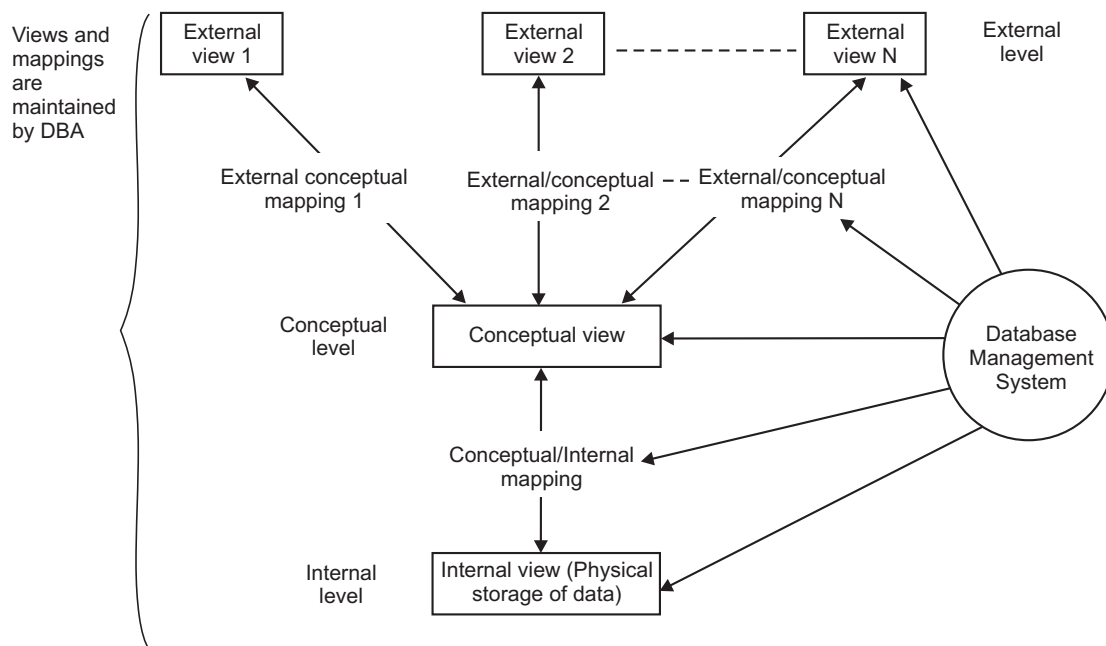 Views and
mappings
are
maintained
by DBA
External
view 1
External
view 2
External
view N
External
level
External conceptual
mapping 1
External/conceptual
mapping 2
External/conceptual
mapping N
Conceptual
level
Conceptual view
Database
Management
System
Conceptual/Internal
mapping
Internal
level
Internal view (Physical
storage of data)